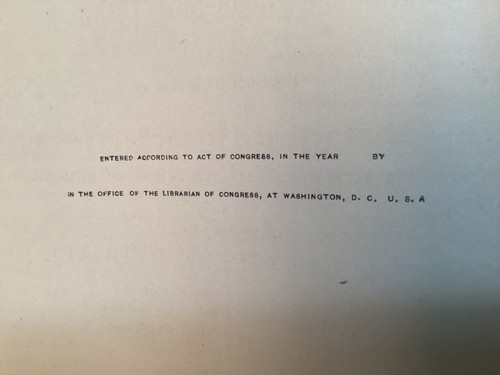 ENTERED ACCORDING TO ACT OF CONGRESS, IN THE YEAR BY
IN THE OFFICE OF THE LIBRARIAN OF CONGRESS, AT WASHINGTON, D. C. U. S. A